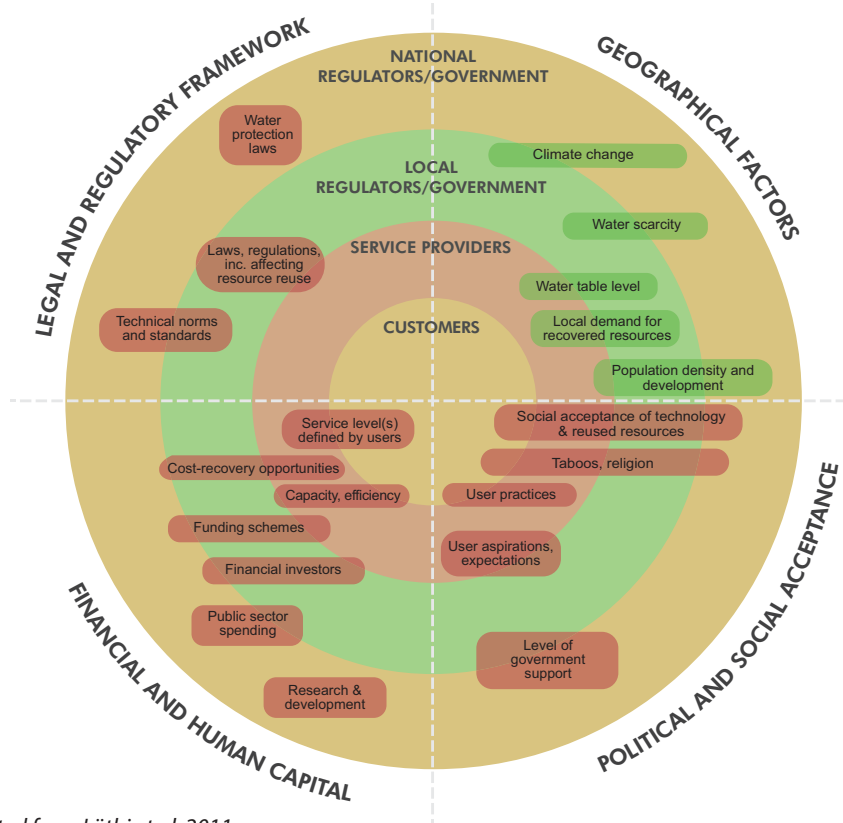 LEGAL AND REGULATORY FRAMEWORK
GEOGRAPHICAL FACTORS
NATIONAL
REGULATORS/GOVERNMENT
Water
protection
laws
Climate change
LOCAL
REGULATORS/GOVERNMENT
Water scarcity
Laws, regulations,
inc. affecting
resource reuse
SERVICE PROVIDERS
Water table level
Technical norms
and standards
CUSTOMERS
Local demand for
recovered resources
Population density and
development
Service level(s)
defined by users
Social acceptance of technology
& reused resources
Cost-recovery opportunities
Taboos, religion
Capacity, efficiency
User practices
Funding schemes
User aspirations,
expectations
Financial investors
Public sector
spending
Level of
government
support
Research &
development
FINANCIAL AND HUMAN CAPITAL
POLITICAL AND SOCIAL ACCEPTANCE